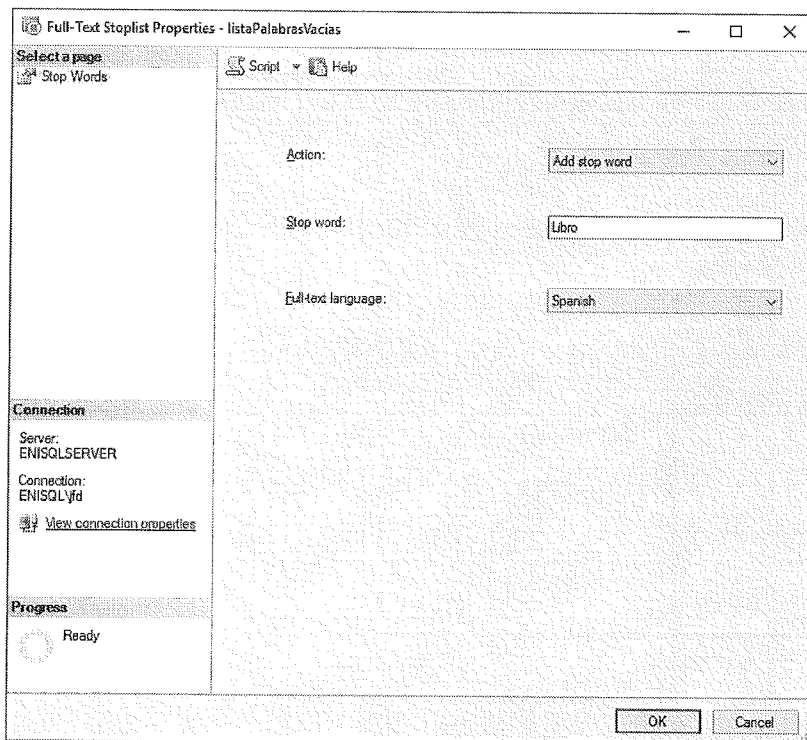 Full-Text Stoplist Properties - listaPalabrasVacías
Select a page
Stop Words
Script Help
Action:
Add stop word
Stop word:
Libro
Full-text language:
Spanish
Connection
Server:
ENISQLSERVER
Connection:
ENISQL\jfd
View connection properties
Progress
Ready
OK Cancel